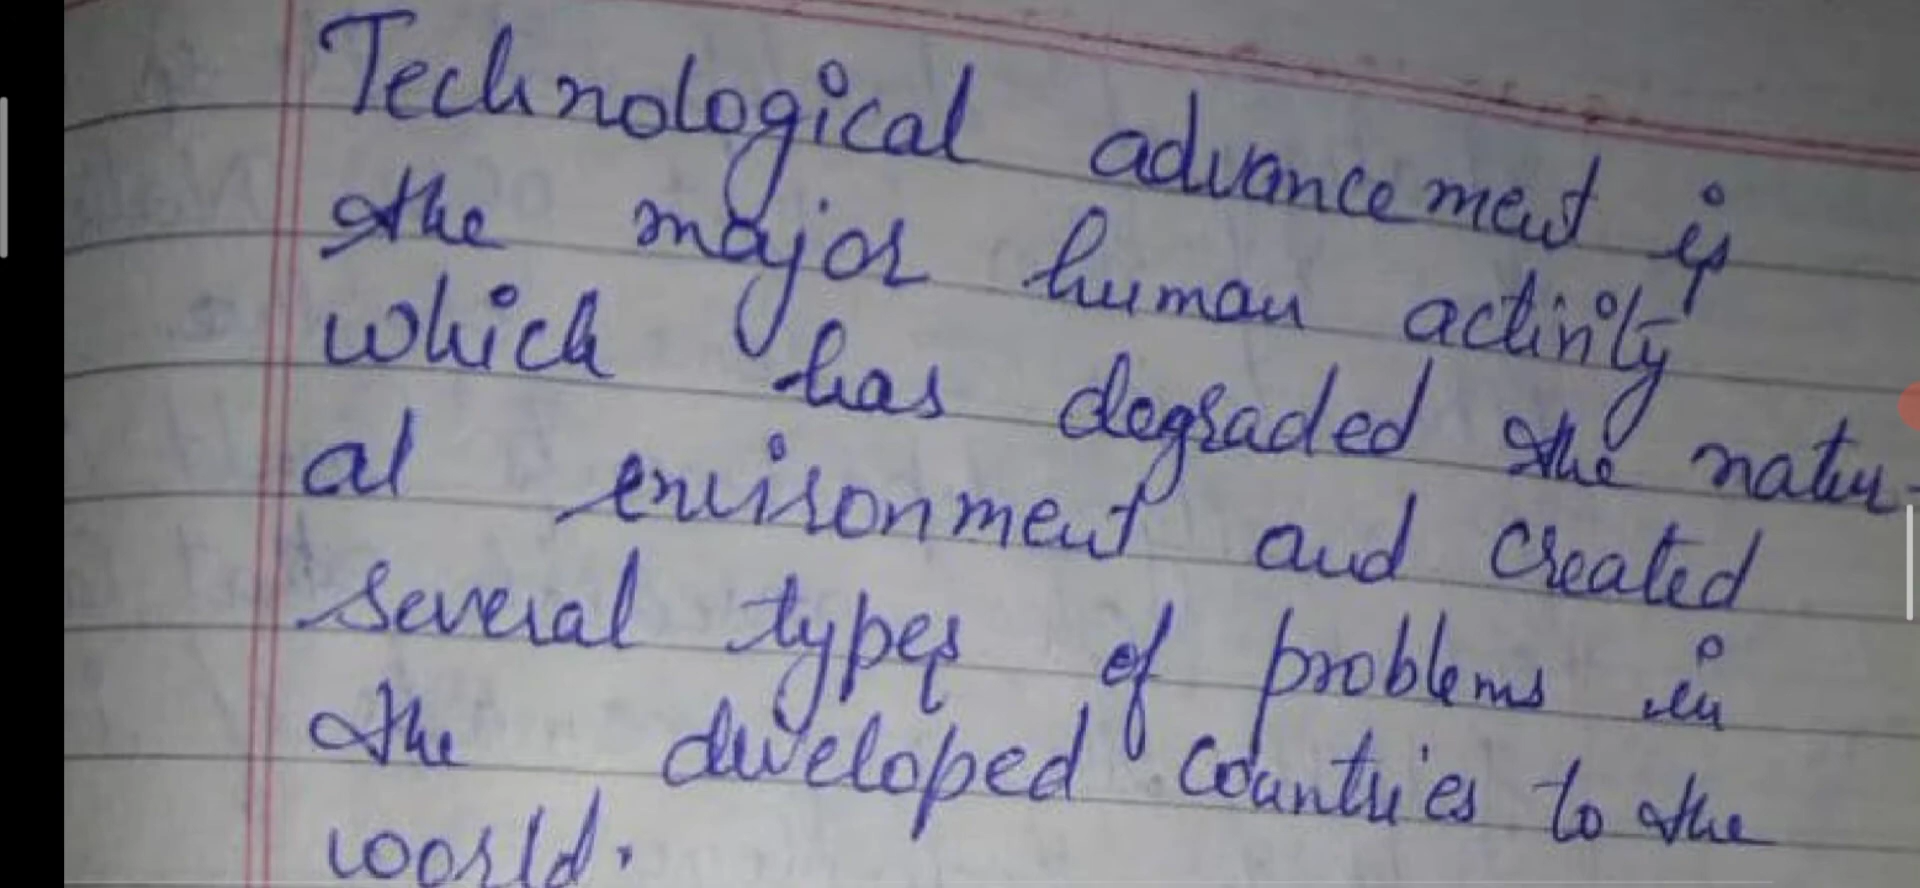 Technological advancement is
the major human activity
which has degraded the natur-
al environment and created
several types of problems in
the developed countries to the
world.